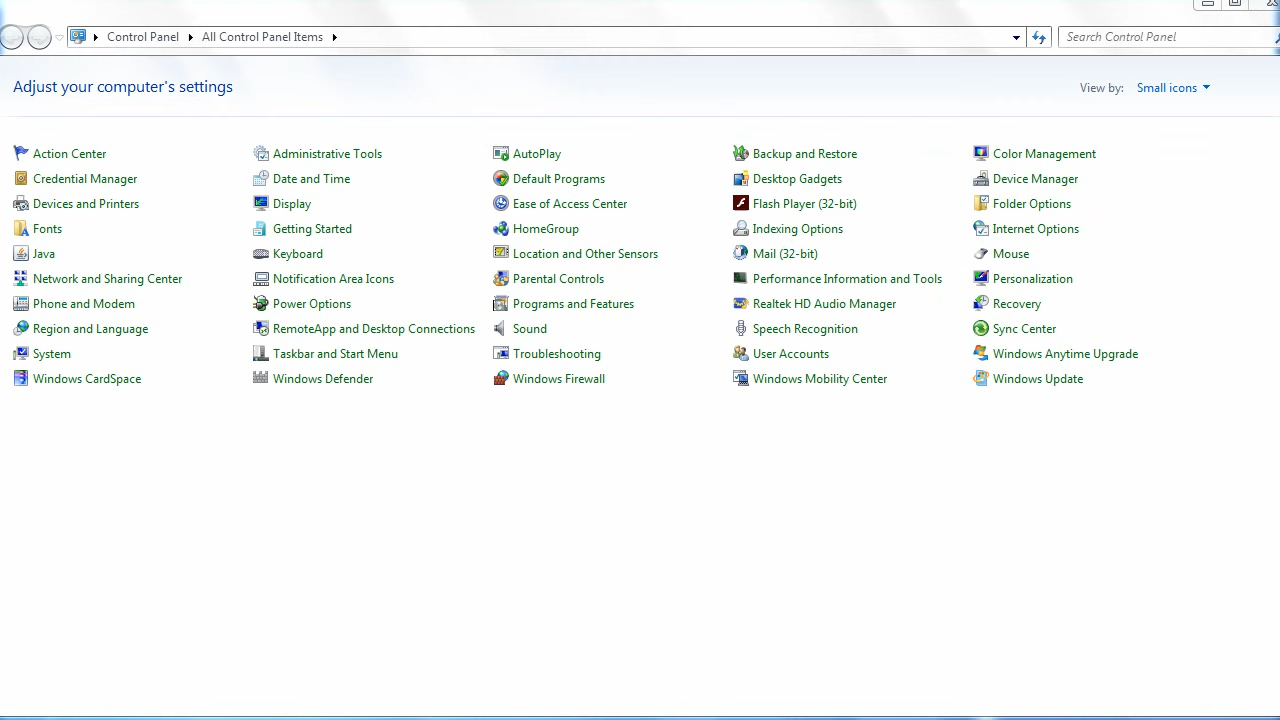 Control Panel All Control Panel Items Search Control Panel
Adjust your computer's settings View by: Small icons
Action Center Administrative Tools AutoPlay Backup and Restore Color Management
Credential Manager Date and Time Default Programs Desktop Gadgets Device Manager
Devices and Printers Display Ease of Access Center Flash Player (32-bit) Folder Options
Fonts Getting Started HomeGroup Indexing Options Internet Options
Java Keyboard Location and Other Sensors Mail (32-bit) Mouse
Network and Sharing Center Notification Area Icons Parental Controls Performance Information and Tools Personalization
Phone and Modem Power Options Programs and Features Realtek HD Audio Manager Recovery
Region and Language RemoteApp and Desktop Connections Sound Speech Recognition Sync Center
System Taskbar and Start Menu Troubleshooting User Accounts Windows Anytime Upgrade
Windows CardSpace Windows Defender Windows Firewall Windows Mobility Center Windows Update